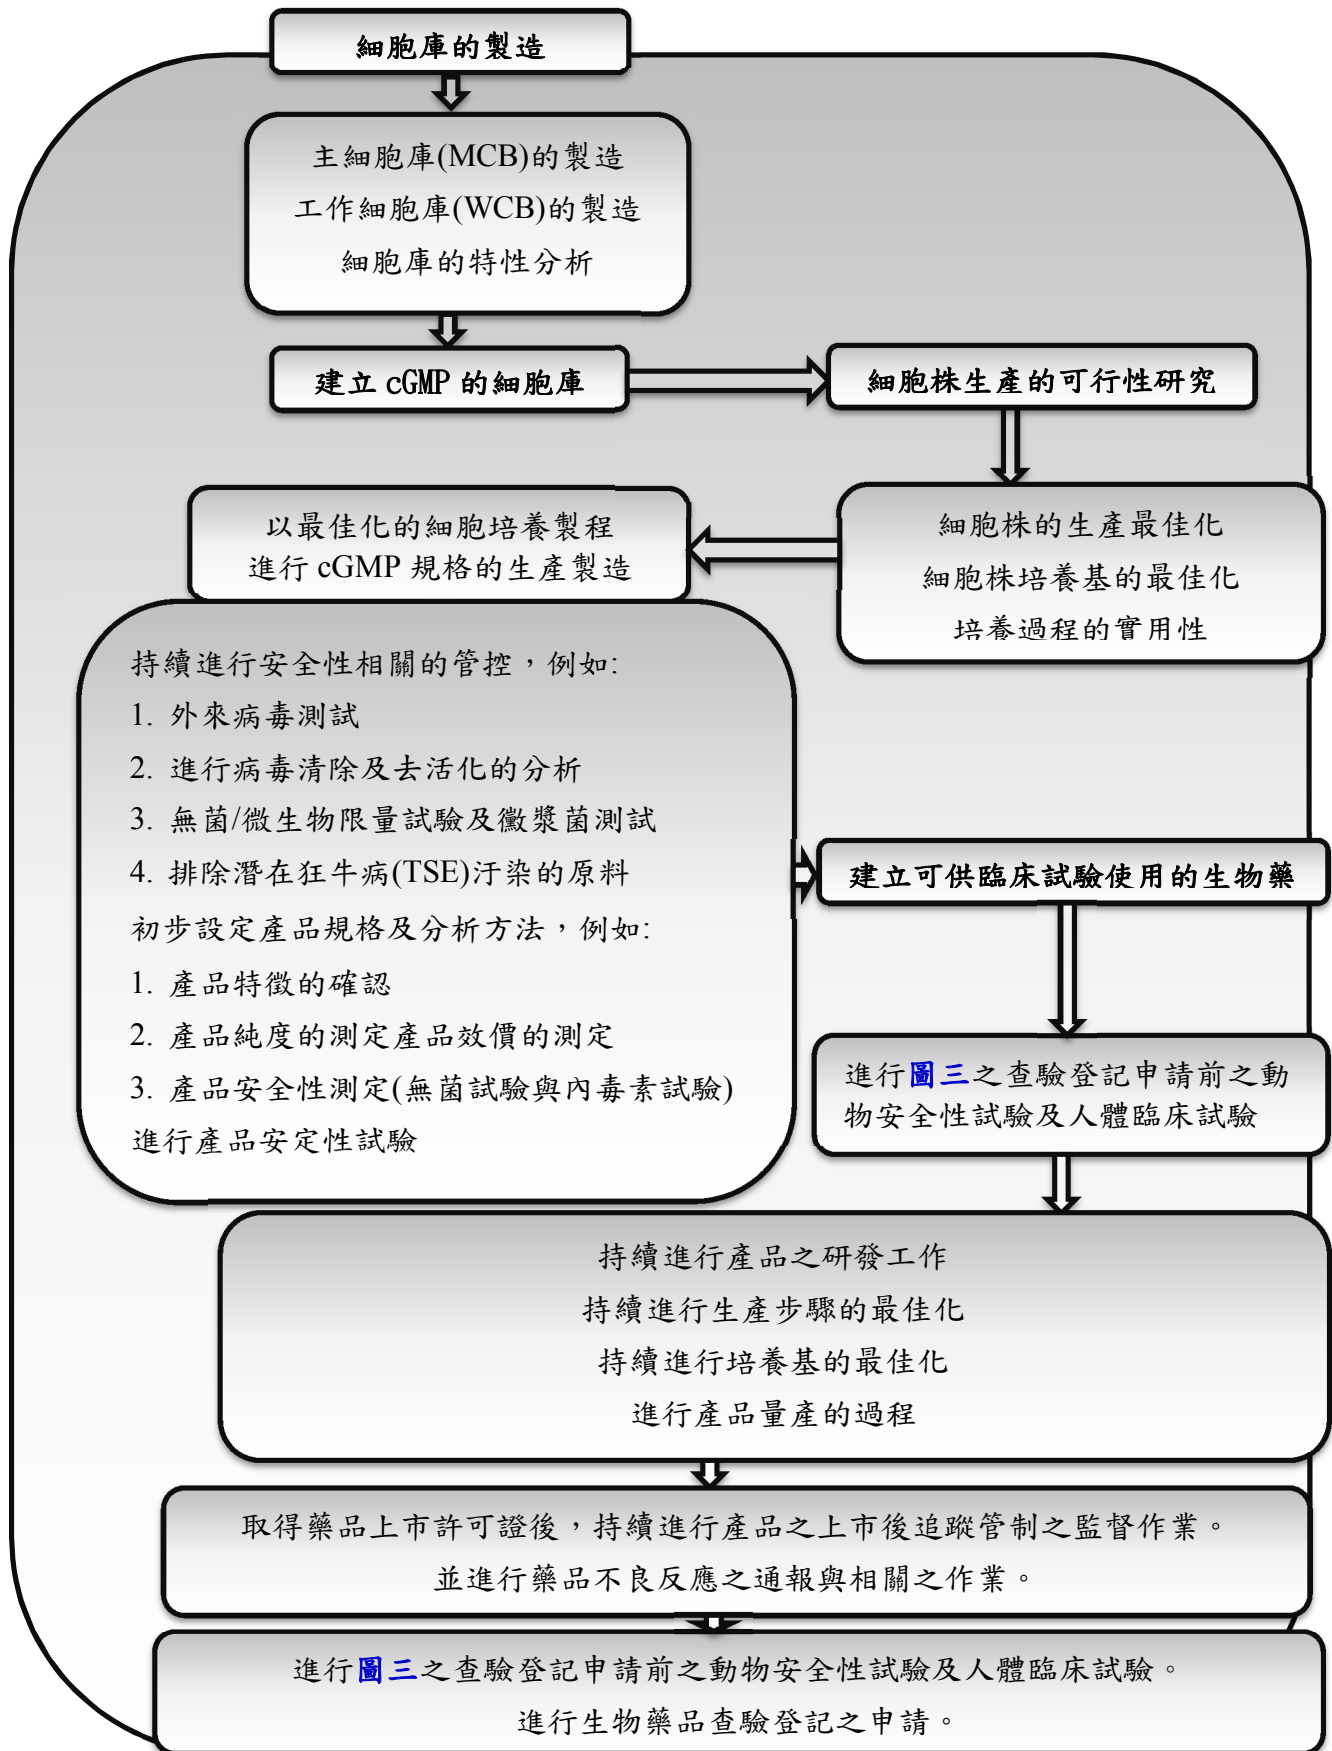 細胞庫的製造
主細胞庫(MCB)的製造
工作細胞庫(WCB)的製造
細胞庫的特性分析
建立 cGMP 的細胞庫
細胞株生產的可行性研究
細胞株的生產最佳化
細胞株培養基的最佳化
培養過程的實用性
以最佳化的細胞培養製程
進行 cGMP 規格的生產製造
持續進行安全性相關的管控，例如:
1. 外來病毒測試
2. 進行病毒清除及去活化的分析
3. 無菌/微生物限量試驗及黴漿菌測試
4. 排除潛在狂牛病(TSE)汙染的原料
初步設定產品規格及分析方法，例如:
1. 產品特徵的確認
2. 產品純度的測定產品效價的測定
3. 產品安全性測定(無菌試驗與內毒素試驗)
進行產品安定性試驗
建立可供臨床試驗使用的生物藥
進行圖三之查驗登記申請前之動
物安全性試驗及人體臨床試驗
持續進行產品之研發工作
持續進行生產步驟的最佳化
持續進行培養基的最佳化
進行產品量產的過程
取得藥品上市許可證後，持續進行產品之上市後追蹤管制之監督作業。
並進行藥品不良反應之通報與相關之作業。
進行圖三之查驗登記申請前之動物安全性試驗及人體臨床試驗。
進行生物藥品查驗登記之申請。